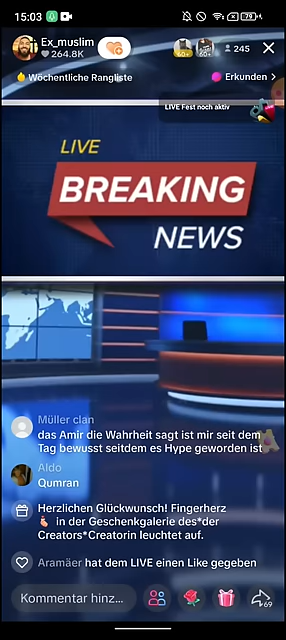 15:03
79
Ex_muslim
264.8K
60+
60+
245
Wöchentliche Rangliste
Erkunden
LIVE Fest noch aktiv
LIVE
BREAKING
NEWS
Müller clan
das Amir die Wahrheit sagt ist mir seit dem
Tag bewusst seitdem es Hype geworden ist
Aldo
Qumran
Herzlichen Glückwunsch! Fingerherz
🫰 in der Geschenkgalerie des*der
Creators*Creatorin leuchtet auf.
Aramäer hat dem LIVE einen Like gegeben
Kommentar hinz...
69